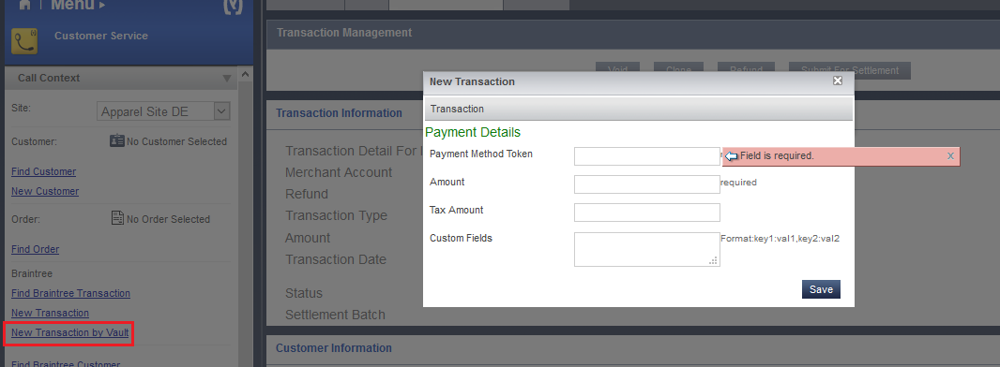 Menu
(y)
Customer Service
Call Context
Site:
Apparel Site DE
Customer:
No Customer Selected
Find Customer
New Customer
Order:
No Order Selected
Find Order
Braintree
Find Braintree Transaction
New Transaction
New Transaction by Vault
Find Braintree Customer
Transaction Management
Void
Clone
Refund
Submit For Settlement
Transaction Information
Transaction Detail For
Merchant Account
Refund
Transaction Type
Amount
Transaction Date
Status
Settlement Batch
Customer Information
New Transaction
Transaction
Payment Details
Payment Method Token
Field is required.
x
Amount
required
Tax Amount
Custom Fields
Format:key1:val1,key2:val2
Save